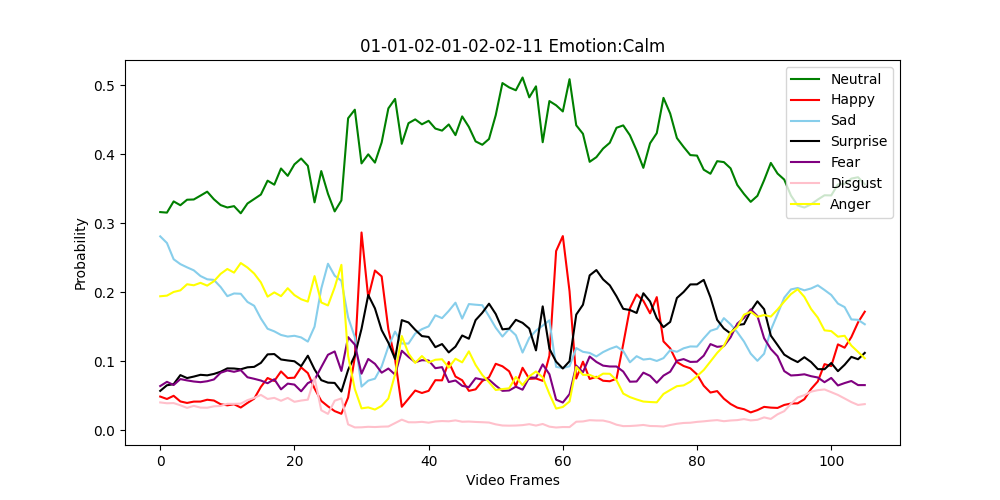 01-01-02-01-02-02-11 Emotion:Calm
Probability
0.5
0.4
0.3
0.2
0.1
0.0
0
20
40
60
80
100
Video Frames
Neutral
Happy
Sad
Surprise
Fear
Disgust
Anger